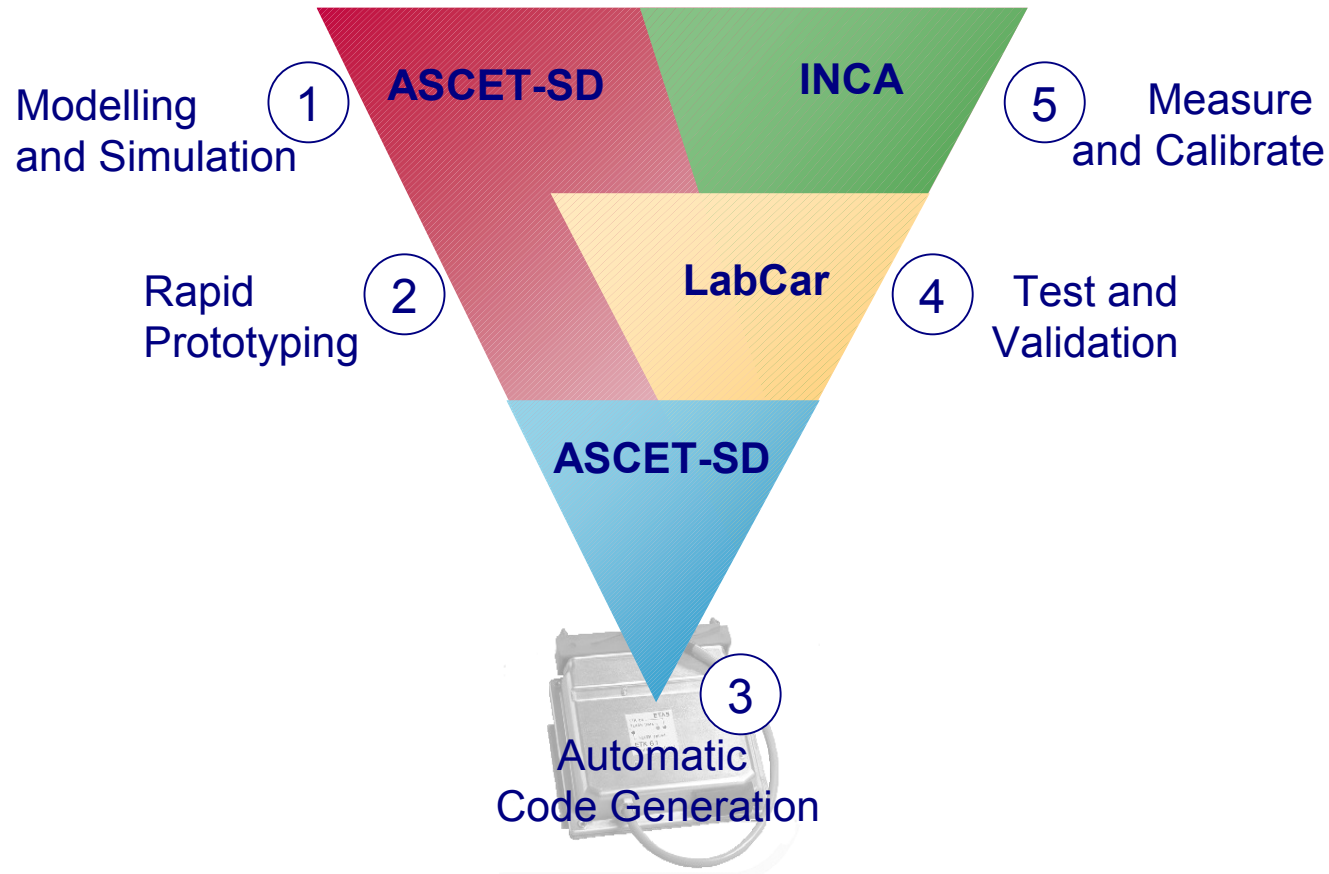 ASCET-SD
INCA
1
Modelling
and Simulation
5
Measure
and Calibrate
2
Rapid
Prototyping
LabCar
4
Test and
Validation
ASCET-SD
3
ETAS
Automatic
Code Generation